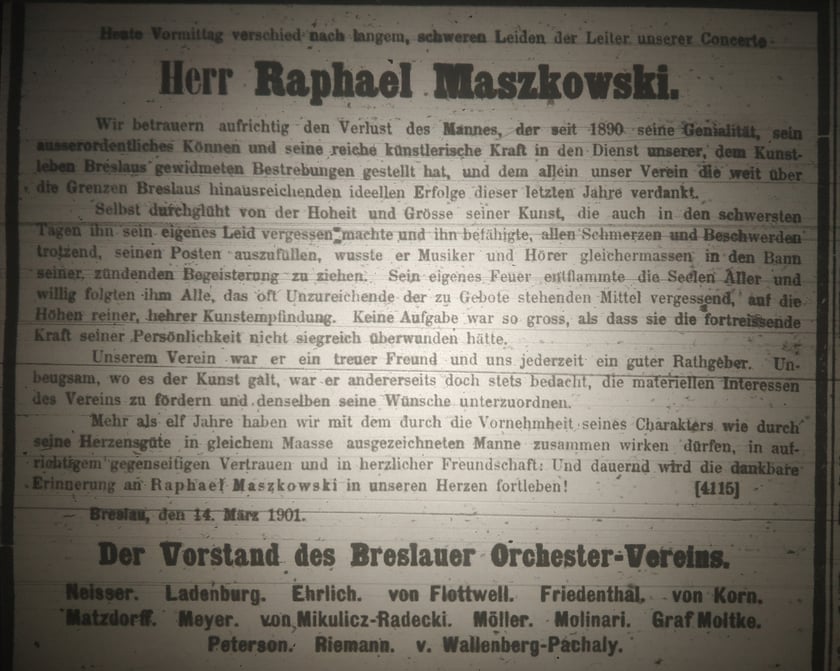 Heute Vormittag verschied nach langem, schweren Leiden der Leiter unserer Concerte
Herr Raphael Maszkowski.
Wir betrauern aufrichtig den Verlust des Mannes, der seit 1890 seine Genialität, sein
ausserordentliches Können und seine reiche künstlerische Kraft in den Dienst unserer, dem Kunst-
leben Breslaus gewidmeten Bestrebungen gestellt hat, und dem allein unser Verein die weit über
die Grenzen Breslaus hinausreichenden ideellen Erfolge dieser letzten Jahre verdankt.
Selbst durchglüht von der Hoheit und Grösse seiner Kunst, die auch in den schwersten
Tagen ihn sein eigenes Leid vergessen machte und ihn befähigte, allen Schmerzen und Beschwerden
trotzend, seinen Posten auszufüllen, wusste er Musiker und Hörer gleichermassen in den Bann
seiner zündenden Begeisterung zu ziehen. Sein eigenes Feuer entflammte die Seelen Aller und
willig folgten ihm Alle, das oft Unzureichende der zu Gebote stehenden Mittel vergessend, auf die
Höhen reiner, hehrer Kunstempfindung. Keine Aufgabe war so gross, als dass sie die fortreissende
Kraft seiner Persönlichkeit nicht siegreich überwunden hätte.
Unserem Verein war er ein treuer Freund und uns jederzeit ein guter Rathgeber. Un-
beugsam, wo es der Kunst galt, war er andererseits doch stets bedacht, die materiellen Interessen
des Vereins zu fördern und denselben seine Wünsche unterzuordnen.
Mehr als elf Jahre haben wir mit dem durch die Vornehmheit seines Charakters wie durch
seine Herzensgüte in gleichem Maasse ausgezeichneten Manne zusammen wirken dürfen, in auf-
richtigem gegenseitigen Vertrauen und in herzlicher Freundschaft: Und dauernd wird die dankbare
Erinnerung an Raphael Maszkowski in unseren Herzen fortleben! [4115]
Breslau, den 14. März 1901.
Der Vorstand des Breslauer Orchester-Vereins.
Neisser. Ladenburg. Ehrlich. von Flottwell. Friedenthal. von Korn.
Matzdorff. Meyer. von Mikulicz-Radecki. Möller. Molinari. Graf Moltke.
Peterson. Riemann. v. Wallenberg-Pachaly.